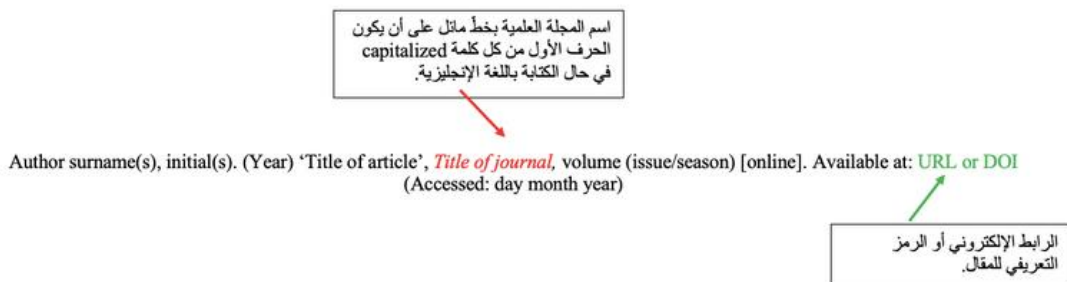 اسم المجلة العلمية بخطّ مائل على أن يكون
الحرف الأول من كل كلمة capitalized
في حال الكتابة باللغة الإنجليزية.
Author surname(s), initial(s). (Year) ‘Title of article’, Title of journal, volume (issue/season) [online]. Available at: URL or DOI
(Accessed: day month year)
الرابط الإلكتروني أو الرمز
التعريفي للمقال.